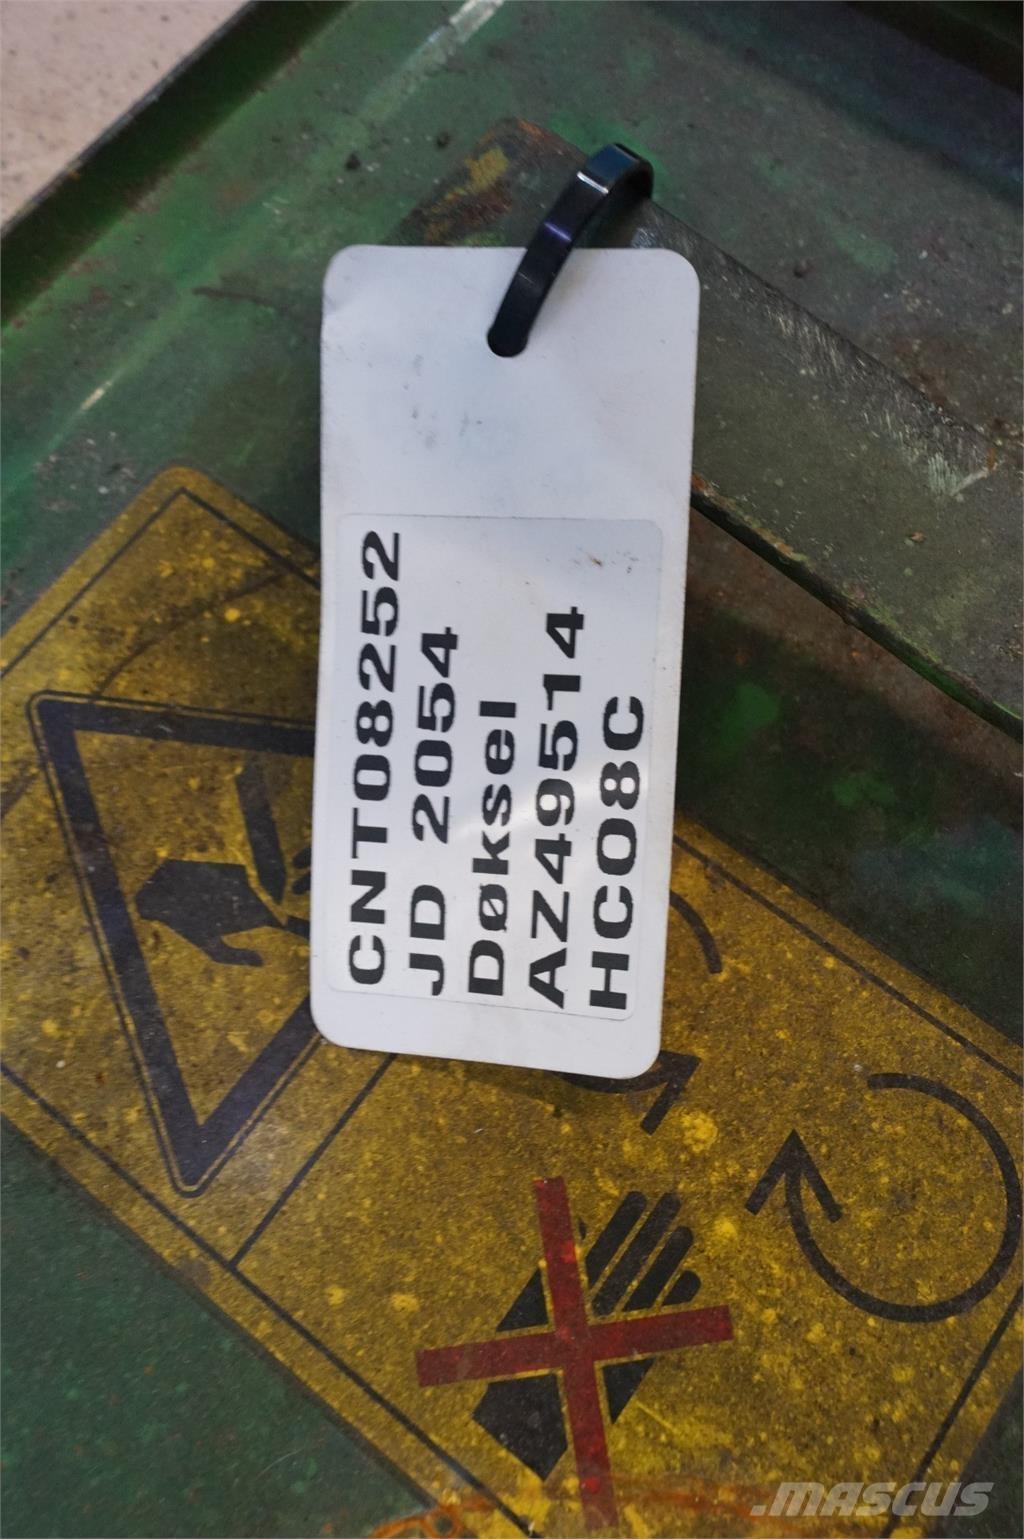 CNT08252
JD 2054
Døksel
AZ49514
HC08C
.MASCUS